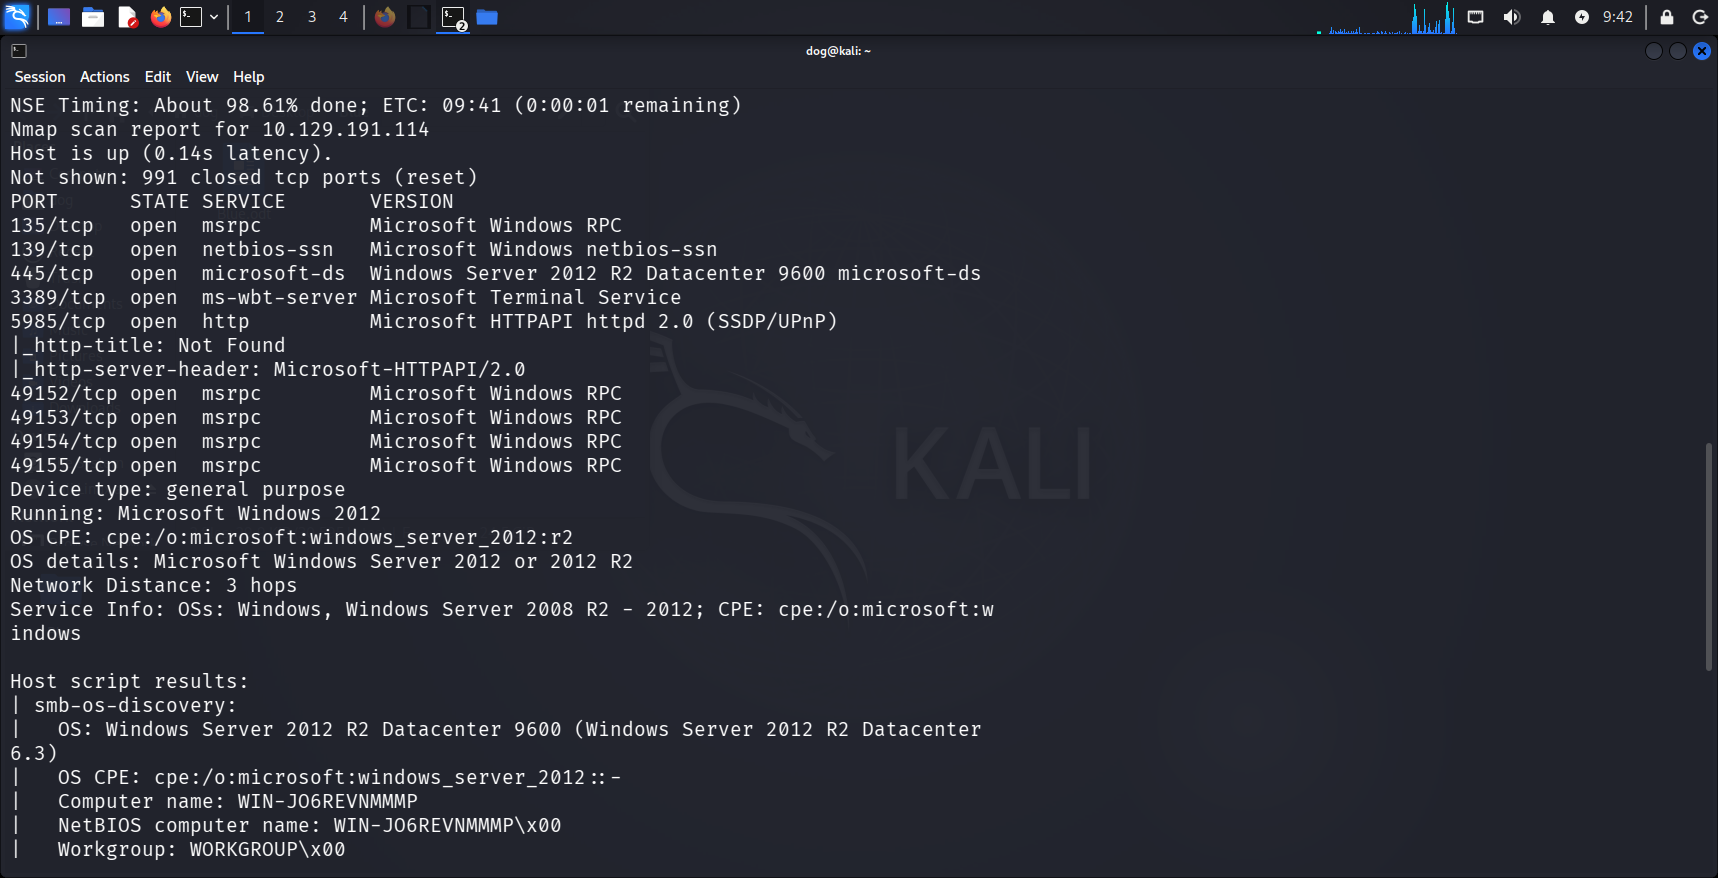 1 2 3 4
2
9:42
dog@kali: ~
Session Actions Edit View Help
NSE Timing: About 98.61% done; ETC: 09:41 (0:00:01 remaining)
Nmap scan report for 10.129.191.114
Host is up (0.14s latency).
Not shown: 991 closed tcp ports (reset)
PORT      STATE SERVICE       VERSION
135/tcp   open  msrpc         Microsoft Windows RPC
139/tcp   open  netbios-ssn   Microsoft Windows netbios-ssn
445/tcp   open  microsoft-ds  Windows Server 2012 R2 Datacenter 9600 microsoft-ds
3389/tcp  open  ms-wbt-server Microsoft Terminal Service
5985/tcp  open  http          Microsoft HTTPAPI httpd 2.0 (SSDP/UPnP)
|_http-title: Not Found
|_http-server-header: Microsoft-HTTPAPI/2.0
49152/tcp open  msrpc         Microsoft Windows RPC
49153/tcp open  msrpc         Microsoft Windows RPC
49154/tcp open  msrpc         Microsoft Windows RPC
49155/tcp open  msrpc         Microsoft Windows RPC
Device type: general purpose
Running: Microsoft Windows 2012
OS CPE: cpe:/o:microsoft:windows_server_2012:r2
OS details: Microsoft Windows Server 2012 or 2012 R2
Network Distance: 3 hops
Service Info: OSs: Windows, Windows Server 2008 R2 - 2012; CPE: cpe:/o:microsoft:w
indows
Host script results:
| smb-os-discovery:
|   OS: Windows Server 2012 R2 Datacenter 9600 (Windows Server 2012 R2 Datacenter
6.3)
|   OS CPE: cpe:/o:microsoft:windows_server_2012::-
|   Computer name: WIN-JO6REVNMMMP
|   NetBIOS computer name: WIN-JO6REVNMMMP\x00
|   Workgroup: WORKGROUP\x00
KALI